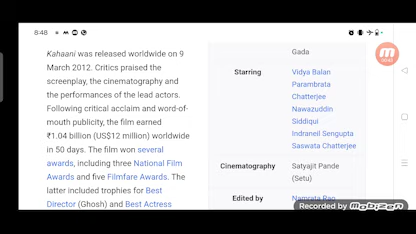 8:48
Kahaani was released worldwide on 9
March 2012. Critics praised the
screenplay, the cinematography and
the performances of the lead actors.
Following critical acclaim and word-of-
mouth publicity, the film earned
₹1.04 billion (US$12 million) worldwide
in 50 days. The film won several
awards, including three National Film
Awards and five Filmfare Awards. The
latter included trophies for Best
Director (Ghosh) and Best Actress
Gada
Starring
Vidya Balan
Parambrata
Chatterjee
Nawazuddin
Siddiqui
Indraneil Sengupta
Saswata Chatterjee
Cinematography
Satyajit Pande
(Setu)
Edited by
Namrata Rao
Recorded by Mobizen